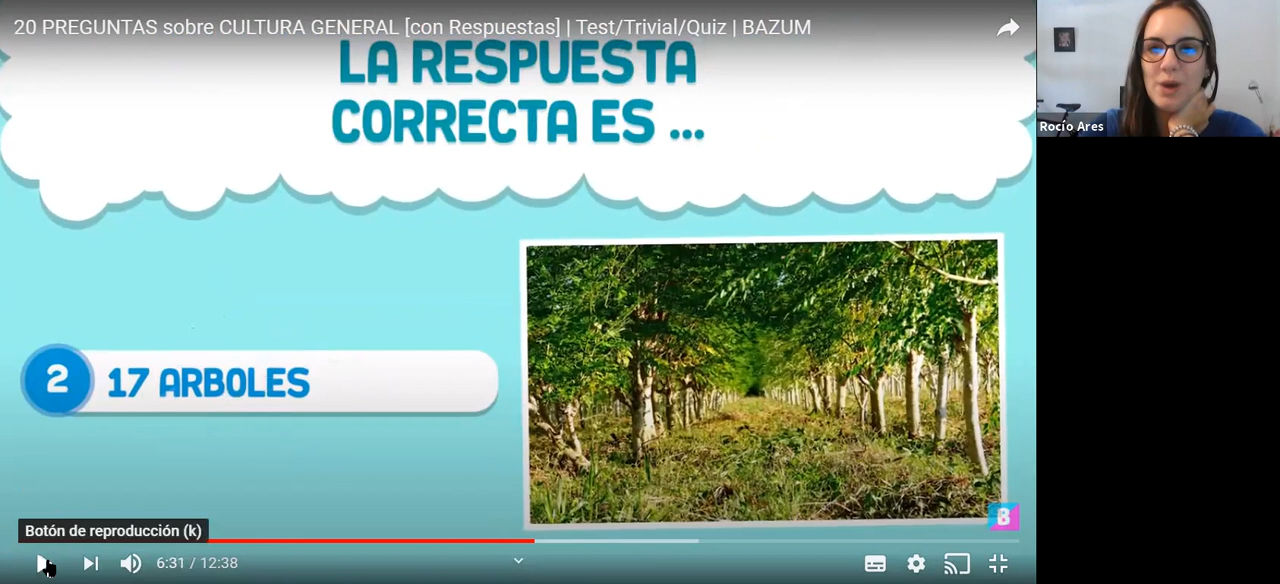 20 PREGUNTAS sobre CULTURA GENERAL [con Respuestas] | Test/Trivial/Quiz | BAZUM
LA RESPUESTA
CORRECTA ES ...
Rocío Ares
2 17 ARBOLES
B
Botón de reproducción (k)
6:31 / 12:38